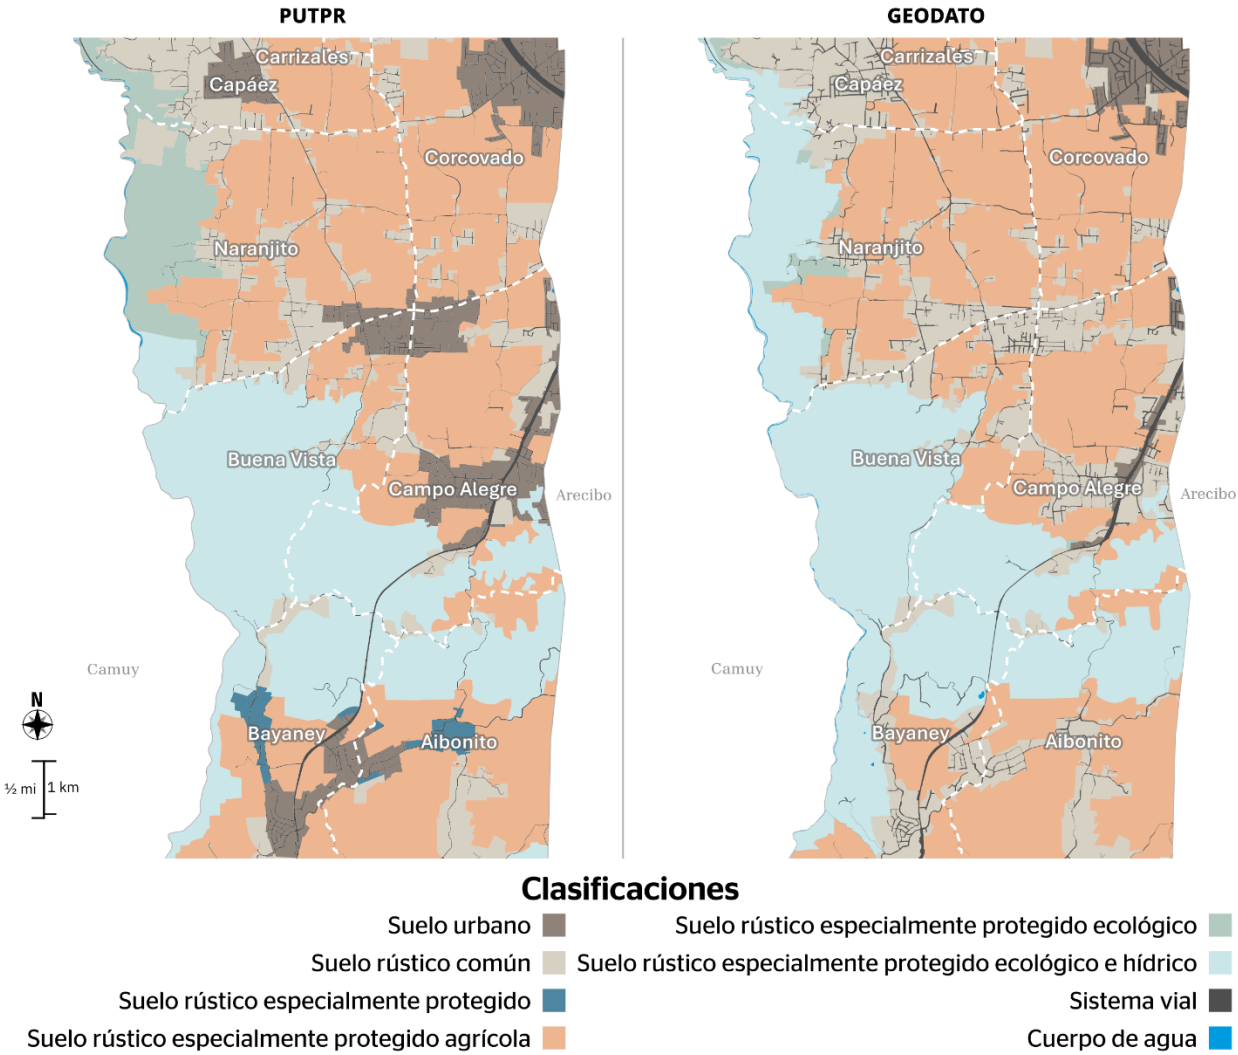 PUTPR
GEODATO
Carrizales
Capáez
Corcovado
Naranjito
Buena Vista
Campo Alegre
Arecibo
Camuy
N
Bayaney
Aibonito
½ mi
1 km
Carrizales
Capáez
Corcovado
Naranjito
Buena Vista
Campo Alegre
Arecibo
Camuy
Bayaney
Aibonito
Clasificaciones
Suelo urbano
Suelo rústico común
Suelo rústico especialmente protegido
Suelo rústico especialmente protegido agrícola
Suelo rústico especialmente protegido ecológico
Suelo rústico especialmente protegido ecológico e hídrico
Sistema vial
Cuerpo de agua